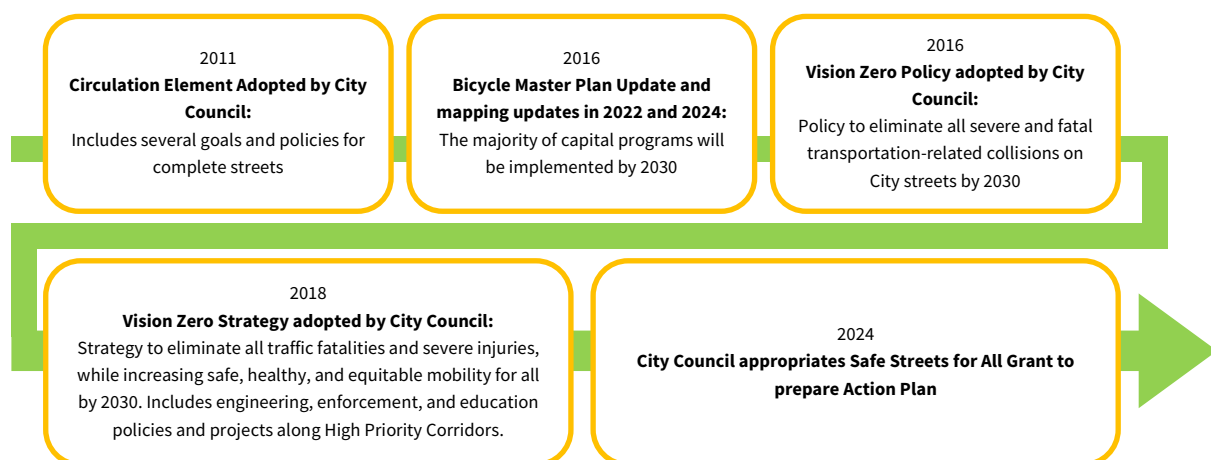 2011
Circulation Element Adopted by City
Council:
Includes several goals and policies for
complete streets
2016
Bicycle Master Plan Update and
mapping updates in 2022 and 2024:
The majority of capital programs will
be implemented by 2030
2016
Vision Zero Policy adopted by City
Council:
Policy to eliminate all severe and fatal
transportation-related collisions on
City streets by 2030
2018
Vision Zero Strategy adopted by City Council:
Strategy to eliminate all traffic fatalities and severe injuries,
while increasing safe, healthy, and equitable mobility for all
by 2030. Includes engineering, enforcement, and education
policies and projects along High Priority Corridors.
2024
City Council appropriates Safe Streets for All Grant to
prepare Action Plan